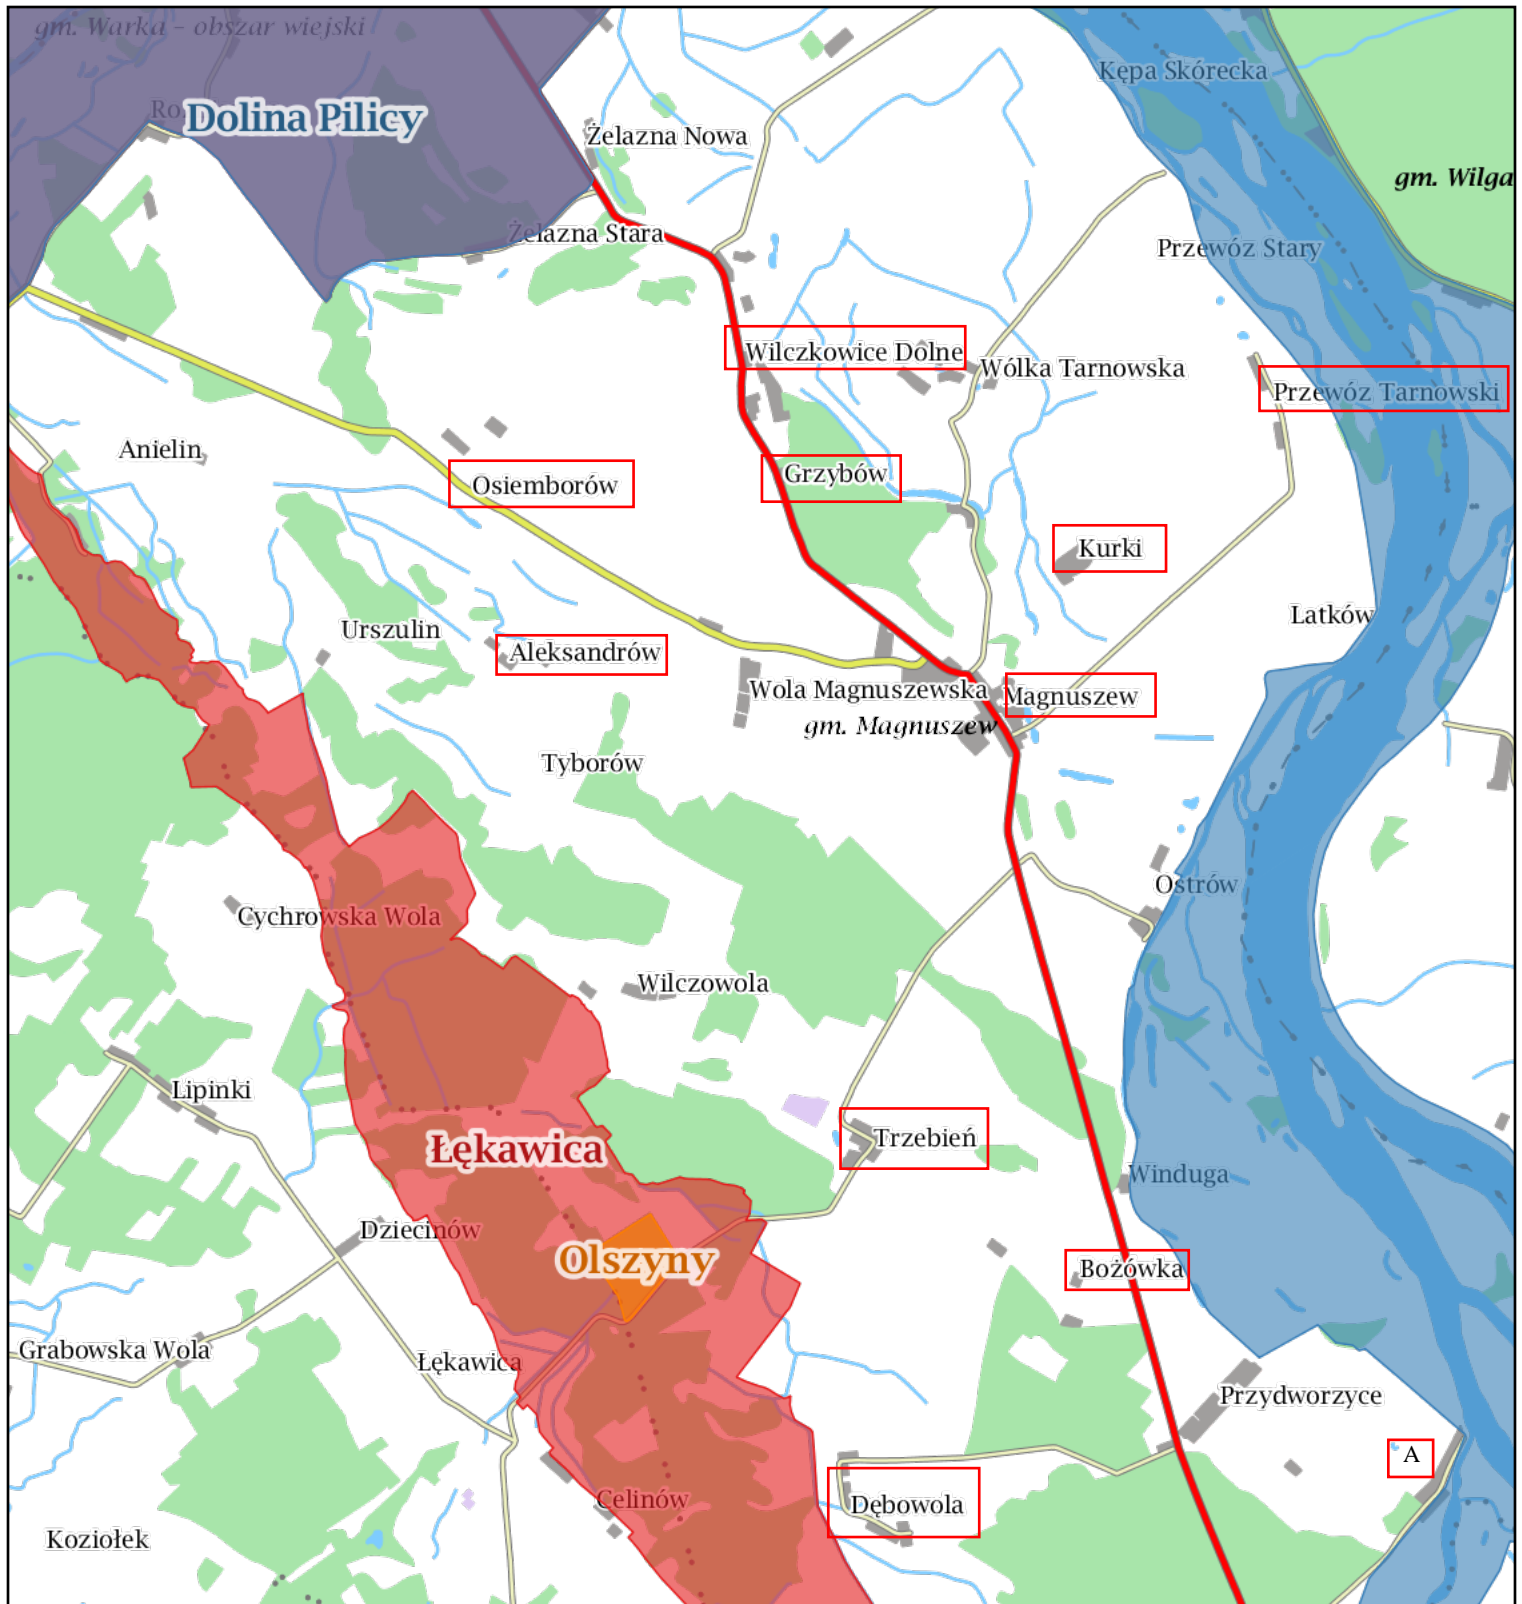 gm. Warka – obszar wiejski
Kępa Skórecka
Dolina Pilicy
Żelazna Nowa
gm. Wilga
Żelazna Stara
Przewóz Stary
Wilczkowice Dolne
Wólka Tarnowska
Przewóz Tarnowski
Anielin
Grzybów
Osiemborów
Kurki
Latków
Urszulin
Aleksandrów
Wola Magnuszewska
Magnuszew
gm. Magnuszew
Tyborów
Ostrów
Cychrowska Wola
Wilczowola
Lipinki
Trzebień
Łękawica
Winduga
Dziecinów
Olszyny
Bożówka
Grabowska Wola
Łękawica
Przydworzyce
A
Celinów
Dębowola
Koziołek